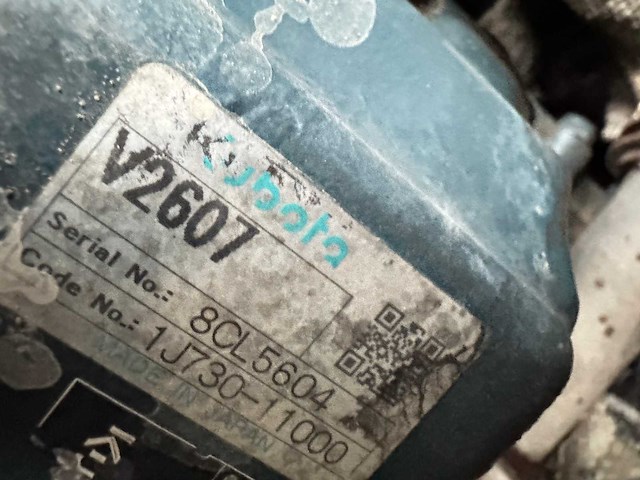 Kubota
V2607
Serial No.: 8CL5604
Code No.: 1J730-11000
MADE IN JAPAN